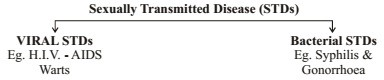 Sexually Transmitted Disease (STDs)
VIRAL STDs
Eg. H.I.V. - AIDS
Warts
Bacterial STDs
Eg. Syphilis &
Gonorrhoea